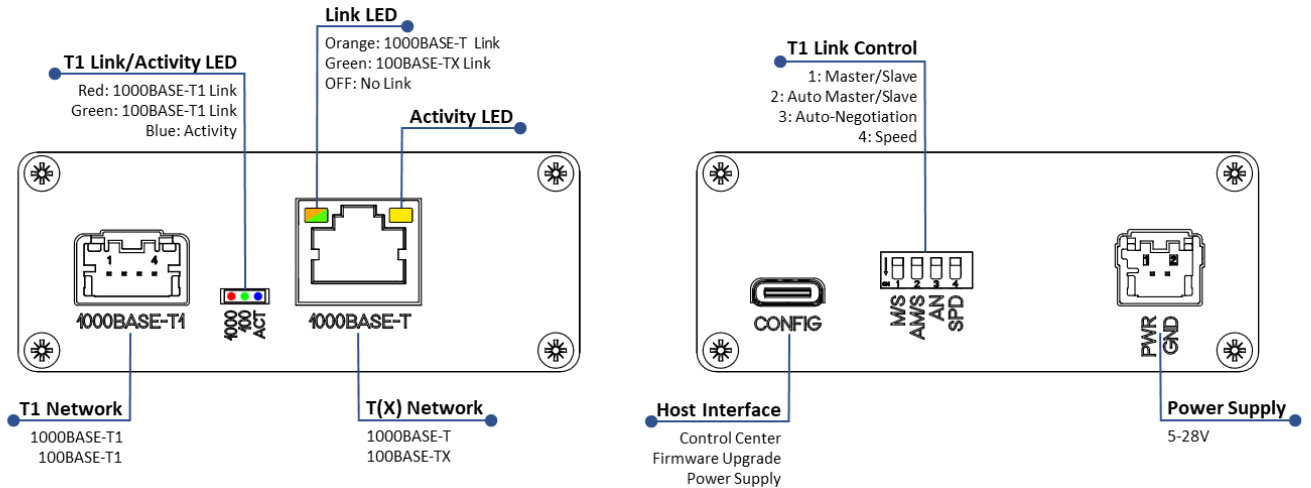 Link LED
Orange: 1000BASE-T Link
Green: 100BASE-TX Link
OFF: No Link
T1 Link/Activity LED
Red: 1000BASE-T1 Link
Green: 100BASE-T1 Link
Blue: Activity
Activity LED
1 4
1000BASE-T1
1000
100
ACT
1000BASE-T
T1 Network
1000BASE-T1
100BASE-T1
T(X) Network
1000BASE-T
100BASE-TX
T1 Link Control
1: Master/Slave
2: Auto Master/Slave
3: Auto-Negotiation
4: Speed
ON 1 2 3 4
M/S
AM/S
AN
SPD
CONFIG
1 2
PWR
GND
Host Interface
Control Center
Firmware Upgrade
Power Supply
Power Supply
5-28V